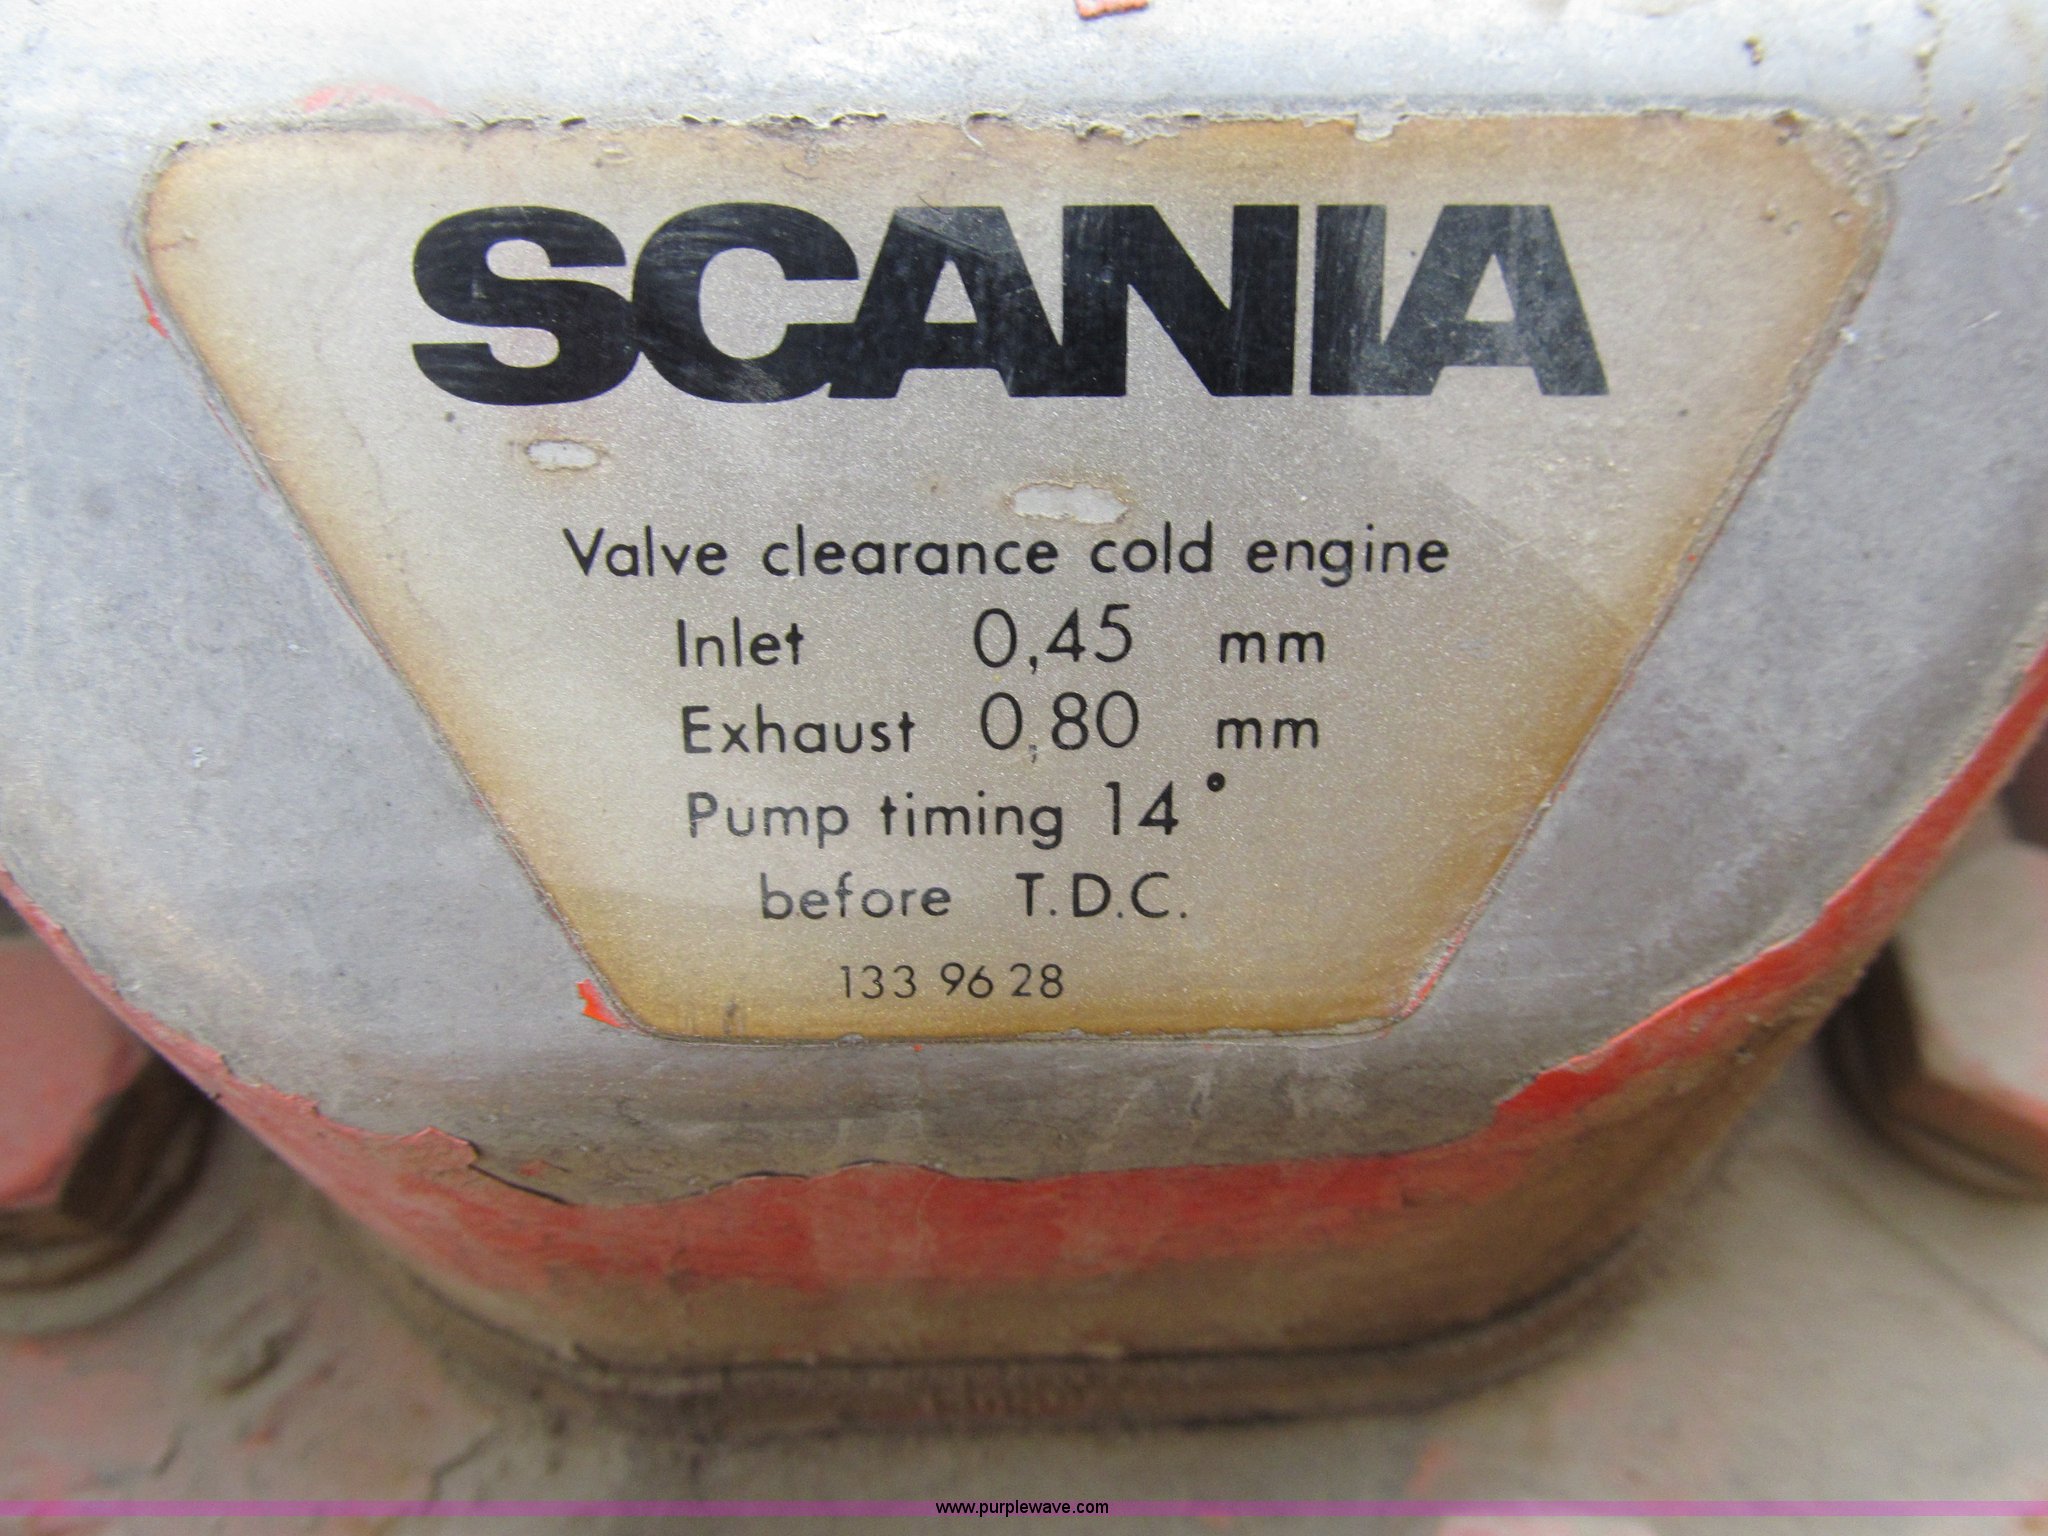 SCANIA
Valve clearance cold engine
Inlet 0,45 mm
Exhaust 0,80 mm
Pump timing 14°
before T.D.C.
133 96 28
www.purplewave.com